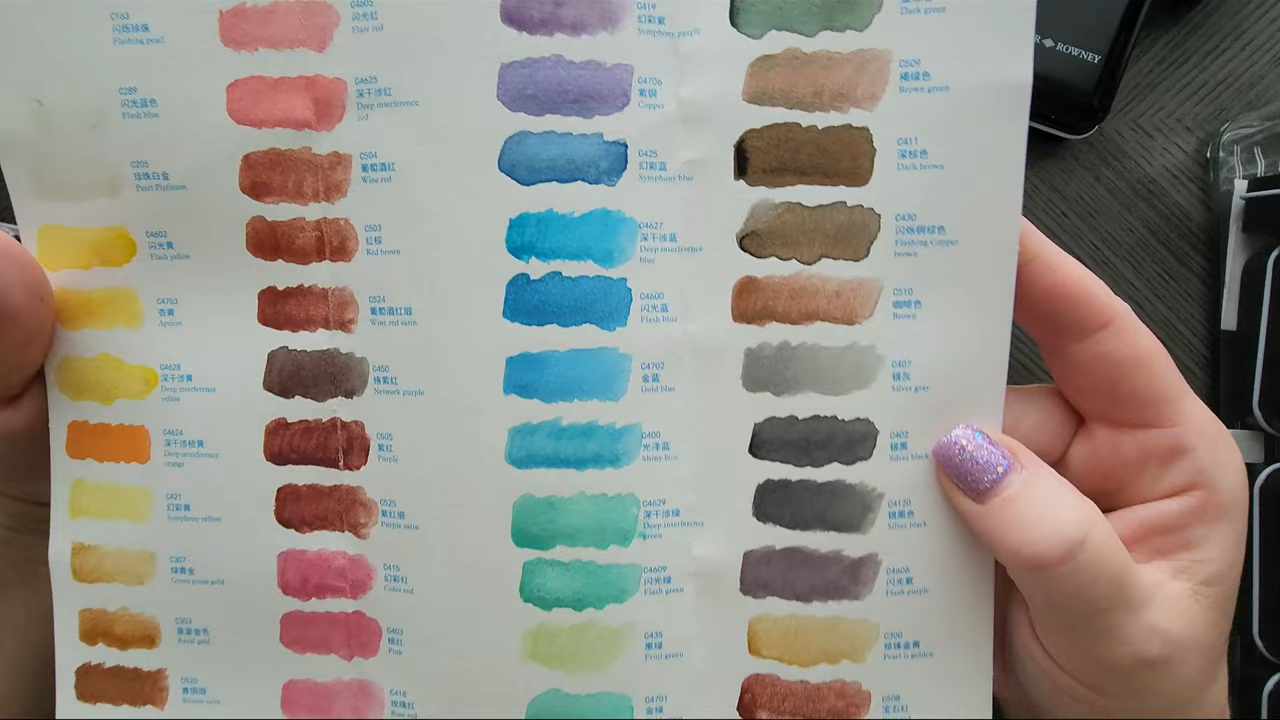 C163
闪烁珍珠
Flashing pearl
C289
闪光蓝色
Flash blue
C205
珍珠白金
Pearl Platinum
C4602
闪光黄
Flash yellow
C4703
杏黄
Apricot
C4628
深干涉黄
Deep interference
yellow
C4624
深干涉桔黄
Deep interference
orange
C421
幻彩黄
Symphony yellow
C307
绿青金
Green green gold
C303
皇室金色
Royal gold
C520
青铜缎
Bronze satin
C4605
闪光红
Flare red
C4625
深干涉红
Deep interference
red
C504
葡萄酒红
Wine red
C503
红棕
Red brown
C524
葡萄酒红缎
Wine red satin
C450
络紫红
Network purple
C505
紫红
Purple
C525
紫红缎
Purple satin
C415
幻彩红
Color red
C403
橘红
Pink
C418
玫瑰红
Rose red
C419
幻彩紫
Symphony purple
C4706
紫铜
Copper
C425
幻彩蓝
Symphony blue
C4627
深干涉蓝
Deep interference
blue
C4600
闪光蓝
Flash blue
C4702
金蓝
Gold blue
C400
光泽蓝
Shiny blue
C4629
深干涉绿
Deep interference
green
C4609
闪光绿
Flash green
C435
果绿
Fruit green
C4701
金绿
Dark green
C509
褐绿色
Brown green
C411
深棕色
Dark brown
C430
闪烁铜棕色
Flashing Copper
brown
C510
咖啡色
Brown
C407
银灰
Silver gray
C402
银黑
Silver black
C4120
银黑色
Silver black
C4606
闪光紫
Flash purple
C300
珍珠金黄
Pearl is golden
C508
宝石红
R ROWNEY